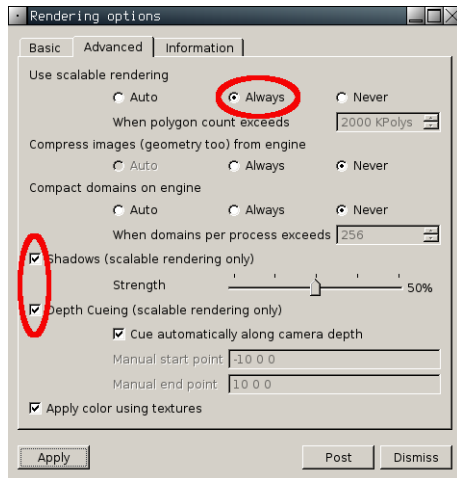 Rendering options
Basic Advanced Information
Use scalable rendering
Auto Always Never
When polygon count exceeds 2000 KPolys
Compress images (geometry too) from engine
Auto Always Never
Compact domains on engine
Auto Always Never
When domains per process exceeds 256
Shadows (scalable rendering only)
Strength 50%
Depth Cueing (scalable rendering only)
Cue automatically along camera depth
Manual start point -10 0 0
Manual end point 10 0 0
Apply color using textures
Apply Post Dismiss